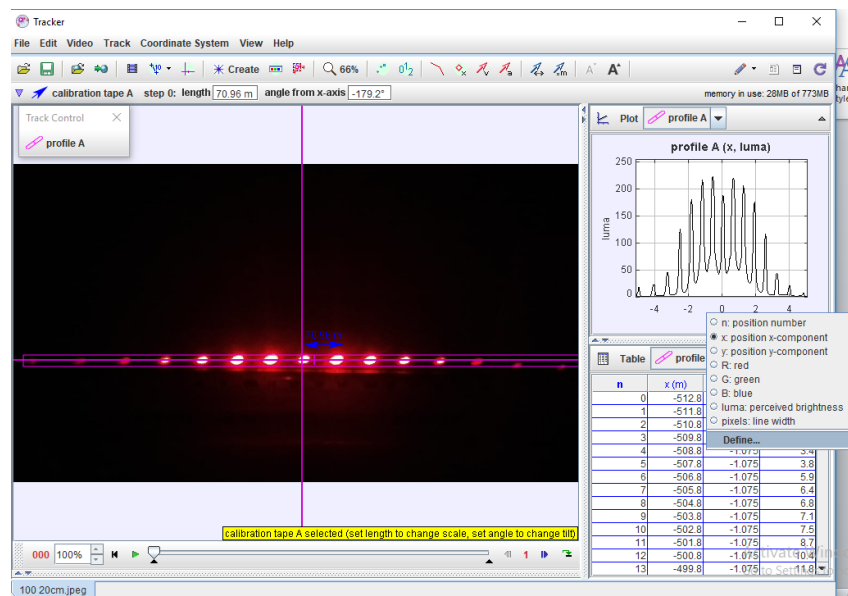 Tracker
File Edit Video Track Coordinate System View Help
Create 66%
calibration tape A step 0: length 70.96 m angle from x-axis -179.2°
memory in use: 28MB of 773MB
Track Control
profile A
Plot profile A
profile A (x, luma)
250
200
150
100
50
0
luma
-4 -2 0 2 4
n: position number
x: position x-component
y: position y-component
R: red
G: green
B: blue
luma: perceived brightness
pixels: line width
Define...
Table profile
n x (m)
0 -512.8
1 -511.8
2 -510.8
3 -509.8
4 -508.8 -1.075 3.4
5 -507.8 -1.075 3.8
6 -506.8 -1.075 5.9
7 -505.8 -1.075 6.4
8 -504.8 -1.075 6.8
9 -503.8 -1.075 7.1
10 -502.8 -1.075 7.5
11 -501.8 -1.075 8.7
12 -500.8 -1.075 10.4
13 -499.8 -1.075 11.8
calibration tape A selected (set length to change scale, set angle to change tilt)
000 100% 1
100 20cm.jpeg